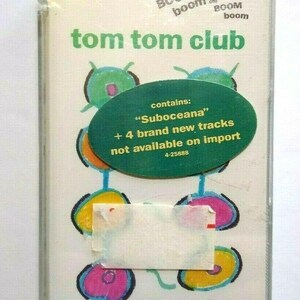 boom
BOOM
boom
tom tom club
contains:
"Suboceana"
+ 4 brand new tracks
not available on import
4-25888